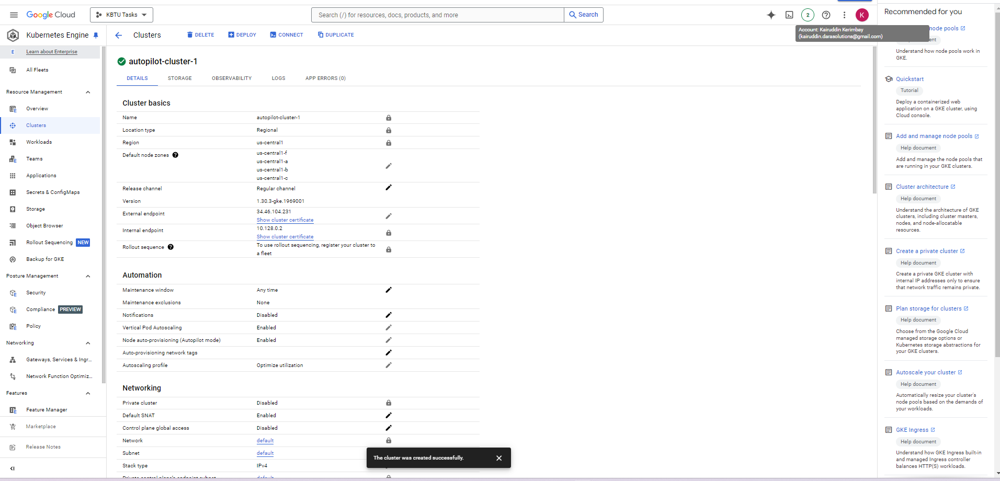 Google Cloud
KBTU Tasks
Search (/) for resources, docs, products, and more
Search
2
K
Account: Kairuddin Kerimbay
(kairuddin.darasolutions@gmail.com)
Kubernetes Engine
E Learn about Enterprise
All Fleets
Resource Management
Overview
Clusters
Workloads
Teams
Applications
Secrets & ConfigMaps
Storage
Object Browser
Rollout Sequencing NEW
Backup for GKE
Posture Management
Security
Compliance PREVIEW
Policy
Networking
Gateways, Services & Ingr...
Network Function Optimiz...
Features
Feature Manager
Marketplace
Release Notes
Clusters
DELETE
DEPLOY
CONNECT
DUPLICATE
autopilot-cluster-1
DETAILS STORAGE OBSERVABILITY LOGS APP ERRORS (0)
Cluster basics
Name autopilot-cluster-1
Location type Regional
Region us-central1
Default node zones us-central1-f
us-central1-a
us-central1-b
us-central1-c
Release channel Regular channel
Version 1.30.3-gke.1969001
External endpoint 34.46.104.231
Show cluster certificate
Internal endpoint 10.128.0.2
Show cluster certificate
Rollout sequence To use rollout sequencing, register your cluster to
a fleet
Automation
Maintenance window Any time
Maintenance exclusions None
Notifications Disabled
Vertical Pod Autoscaling Enabled
Node auto-provisioning (Autopilot mode) Enabled
Auto-provisioning network tags
Autoscaling profile Optimize utilization
Networking
Private cluster Disabled
Default SNAT Enabled
Control plane global access Disabled
Network default
Subnet default
Stack type IPv4
Private control plane's endpoint subnet default
The cluster was created successfully.
Recommended for you
node pools
Understand how node pools work in
GKE.
Quickstart
Tutorial
Deploy a containerized web
application on a GKE cluster, using
Cloud console.
Add and manage node pools
Help document
Add and manage the node pools that
are running in your GKE clusters.
Cluster architecture
Help document
Understand the architecture of GKE
clusters, including cluster masters,
nodes, and node-allocatable
resources.
Create a private cluster
Help document
Create a private GKE cluster with
internal IP addresses only to ensure
that network traffic remains private.
Plan storage for clusters
Help document
Choose from the Google Cloud
managed storage options or
Kubernetes storage abstractions for
your GKE clusters.
Autoscale your cluster
Help document
Automatically resize your cluster's
node pools based on the demands of
your workloads.
GKE Ingress
Help document
Understand how GKE Ingress built-in
and managed Ingress controller
balances HTTP(S) workloads.